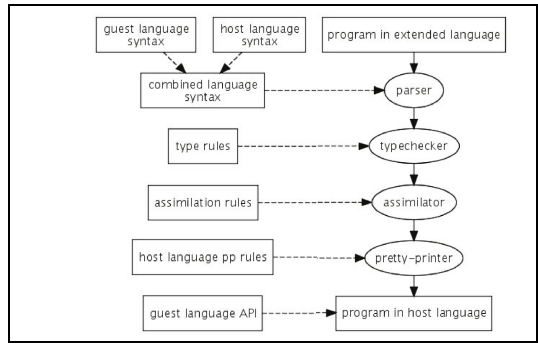 guest language
syntax
host language
syntax
program in extended language
combined language
syntax
parser
type rules
typechecker
assimilation rules
assimilator
host language pp rules
pretty-printer
guest language API
program in host language